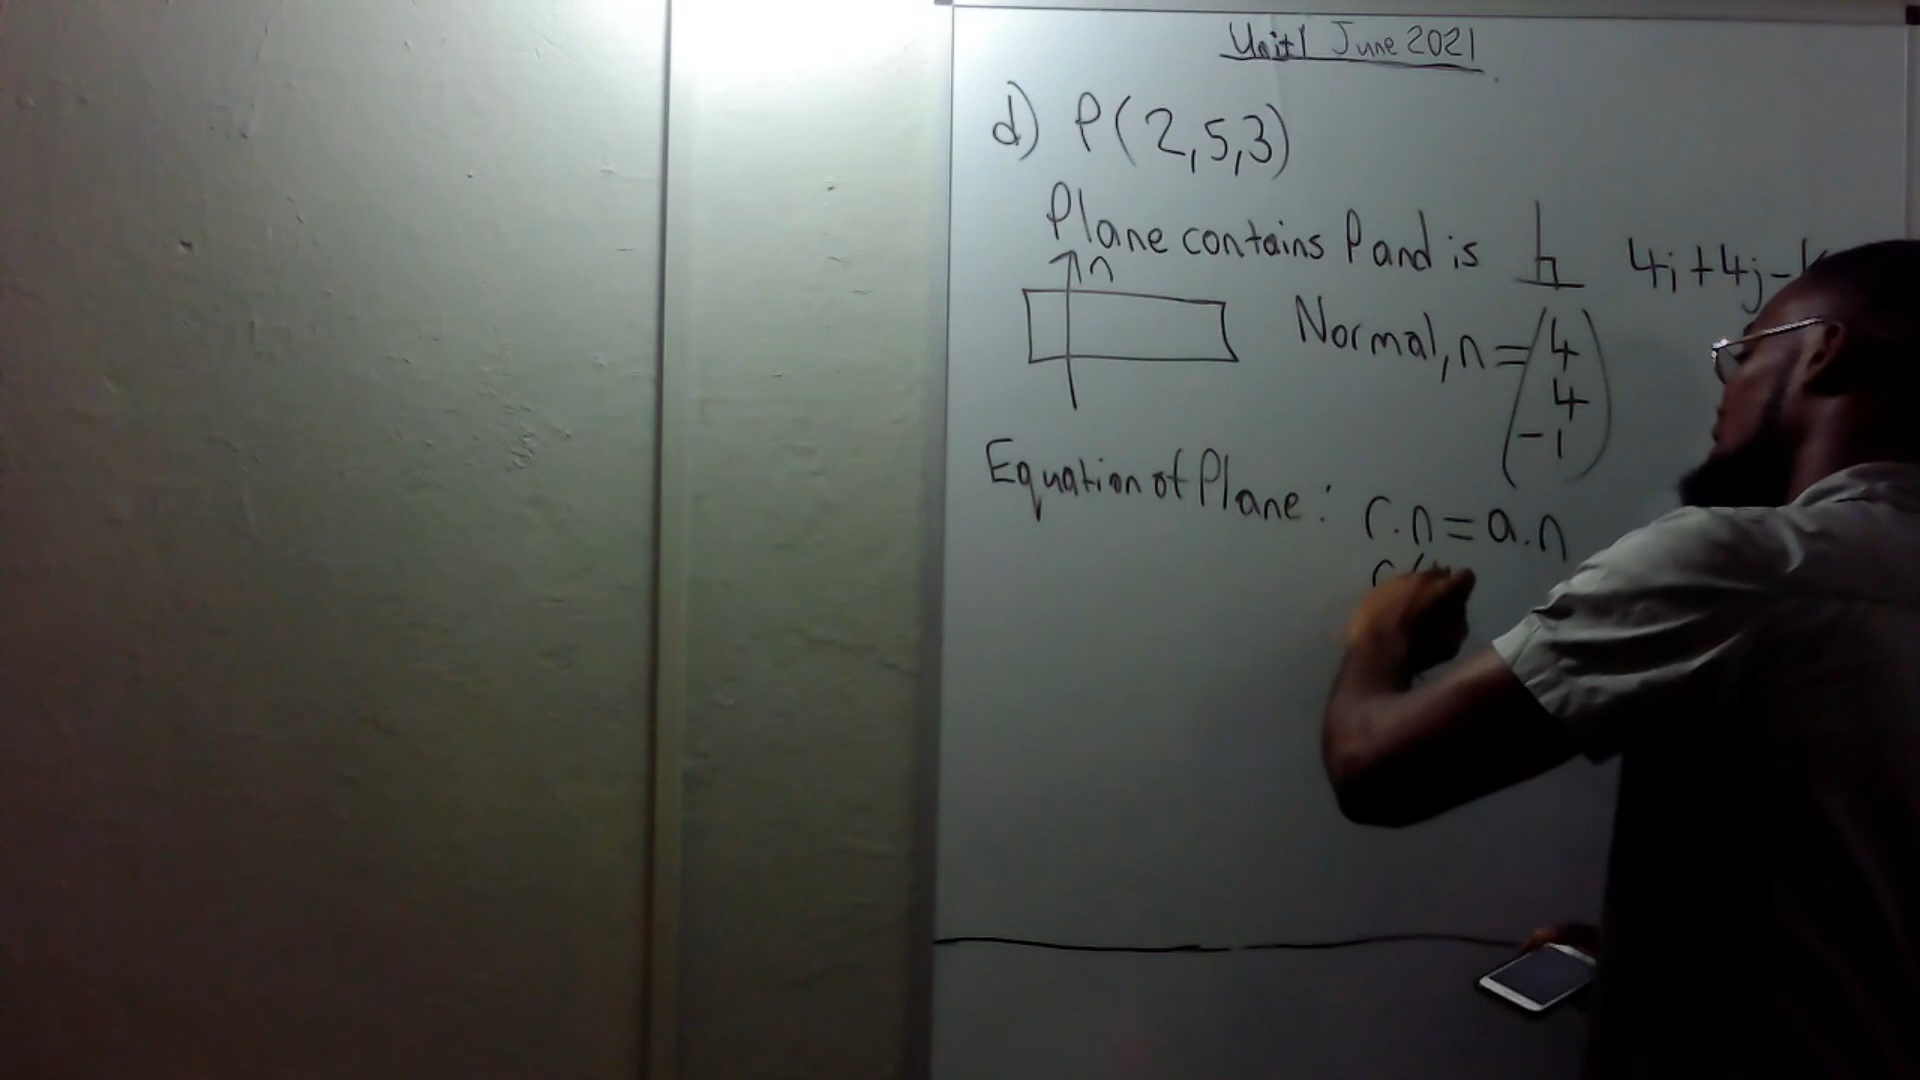 Unit 1 June 2021
d) P(2,5,3)
Plane contains P and is ⊥ 4i+4j-k
n
Normal, n = (4
4
-1)
Equation of Plane: r.n=a.n
r(